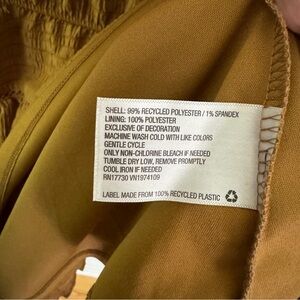 SHELL: 99% RECYCLED POLYESTER / 1% SPANDEX
LINING: 100% POLYESTER
EXCLUSIVE OF DECORATION
MACHINE WASH COLD WITH LIKE COLORS
GENTLE CYCLE
ONLY NON-CHLORINE BLEACH IF NEEDED
TUMBLE DRY LOW, REMOVE PROMPTLY
COOL IRON IF NEEDED
RN17730 VN1974109
LABEL MADE FROM 100% RECYCLED PLASTIC